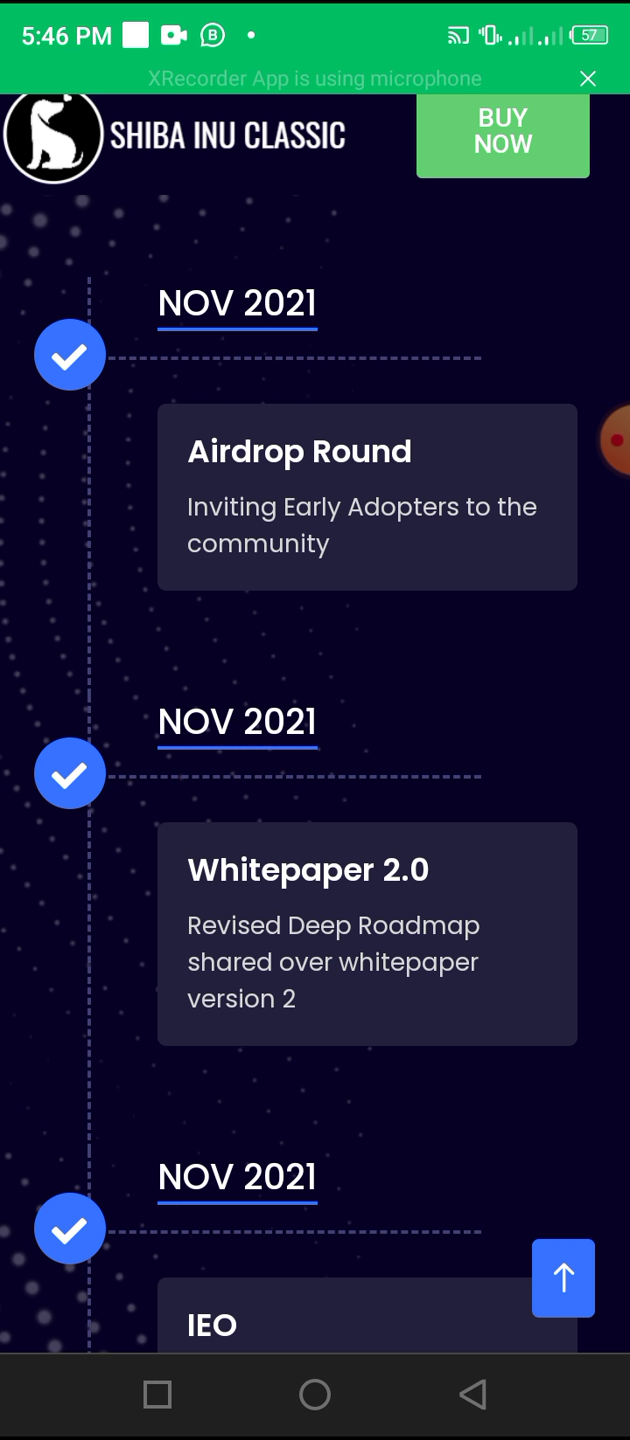 5:46 PM
57
XRecorder App is using microphone
SHIBA INU CLASSIC
BUY
NOW
NOV 2021
Airdrop Round
Inviting Early Adopters to the
community
NOV 2021
Whitepaper 2.0
Revised Deep Roadmap
shared over whitepaper
version 2
NOV 2021
IEO